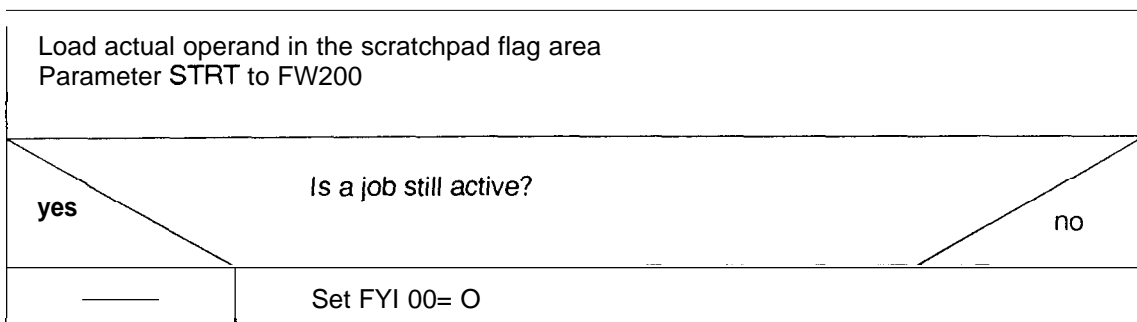 Load actual operand in the scratchpad flag area
Parameter STRT to FW200
Is a job still active?
yes
no
Set FYI 00= O